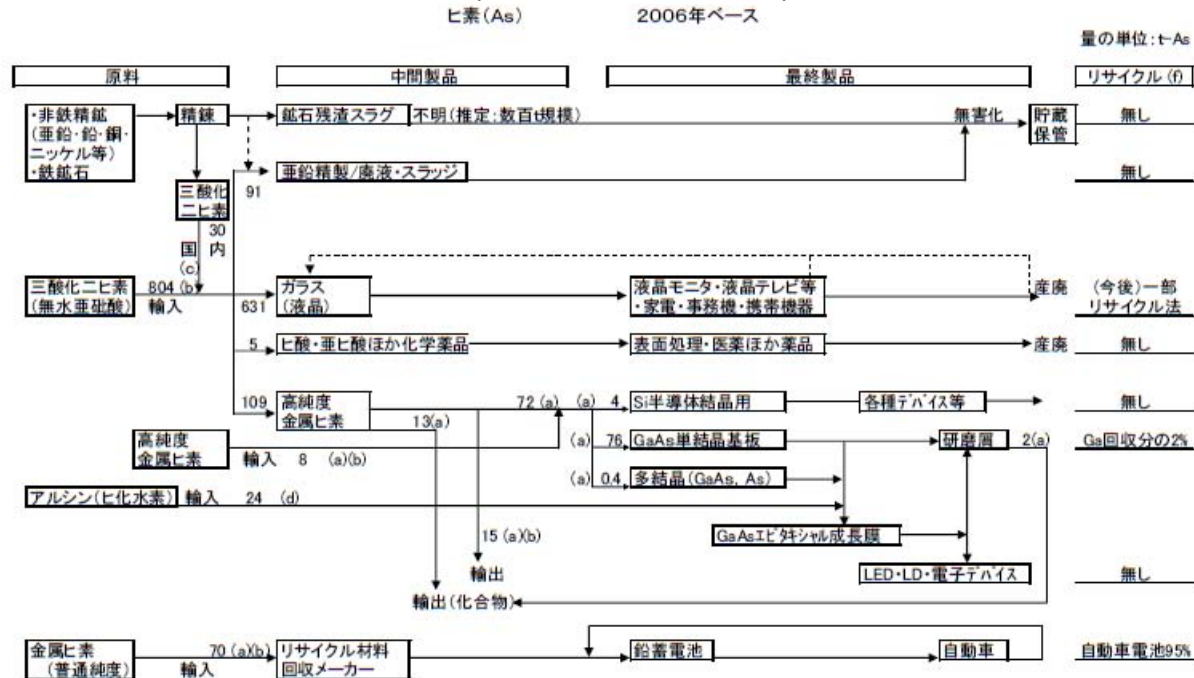 ヒ素(As) 2006年ベース
量の単位:t-As
原料 中間製品 最終製品 リサイクル(f)
・非鉄精鉱
(亜鉛・鉛・銅・
ニッケル等)
・鉄鉱石
精錬
鉱石残渣スラグ 不明(推定:数百t規模) 無害化
貯蔵
保管
無し
亜鉛精製/廃液・スラッジ
無し
三酸化
二ヒ素
91
30
国 内
(c)
三酸化二ヒ素
(無水亜砒酸)
804 (b)
輸入
631
ガラス
(液晶)
液晶モニタ・液晶テレビ等
・家電・事務機・携帯機器
産廃
(今後)一部
リサイクル法
5 ヒ酸・亜ヒ酸ほか化学薬品 表面処理・医薬ほか薬品 産廃 無し
109
高純度
金属ヒ素
13(a)
72 (a)
(a) 4 Si半導体結晶用 各種デバイス等 無し
高純度
金属ヒ素
輸入 8 (a)(b)
(a) 76 GaAs単結晶基板 研磨屑 2(a) Ga回収分の2%
(a) 0.4 多結晶(GaAs, As)
アルシン(ヒ化水素) 輸入 24 (d)
15 (a)(b)
GaAsエピタキシャル成長膜
輸出
LED・LD・電子デバイス 無し
輸出(化合物)
金属ヒ素
(普通純度)
70 (a)(b)
輸入
リサイクル材料
回収メーカー
鉛蓄電池 自動車 自動車電池95%